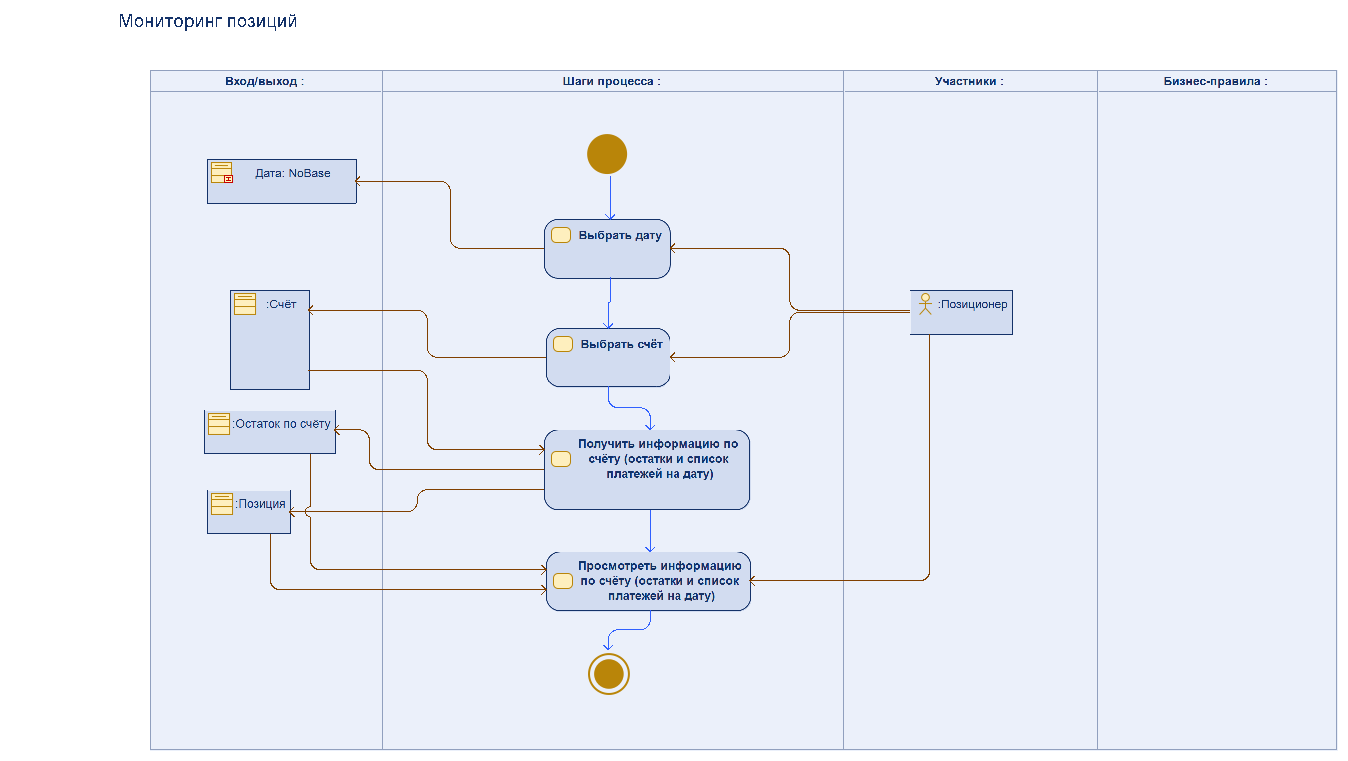 Мониторинг позиций
Вход/выход :
Шаги процесса :
Участники :
Бизнес-правила :
Дата: NoBase
Выбрать дату
:Счёт
:Позиционер
Выбрать счёт
:Остаток по счёту
Получить информацию по
счёту (остатки и список
платежей на дату)
:Позиция
Просмотреть информацию
по счёту (остатки и список
платежей на дату)